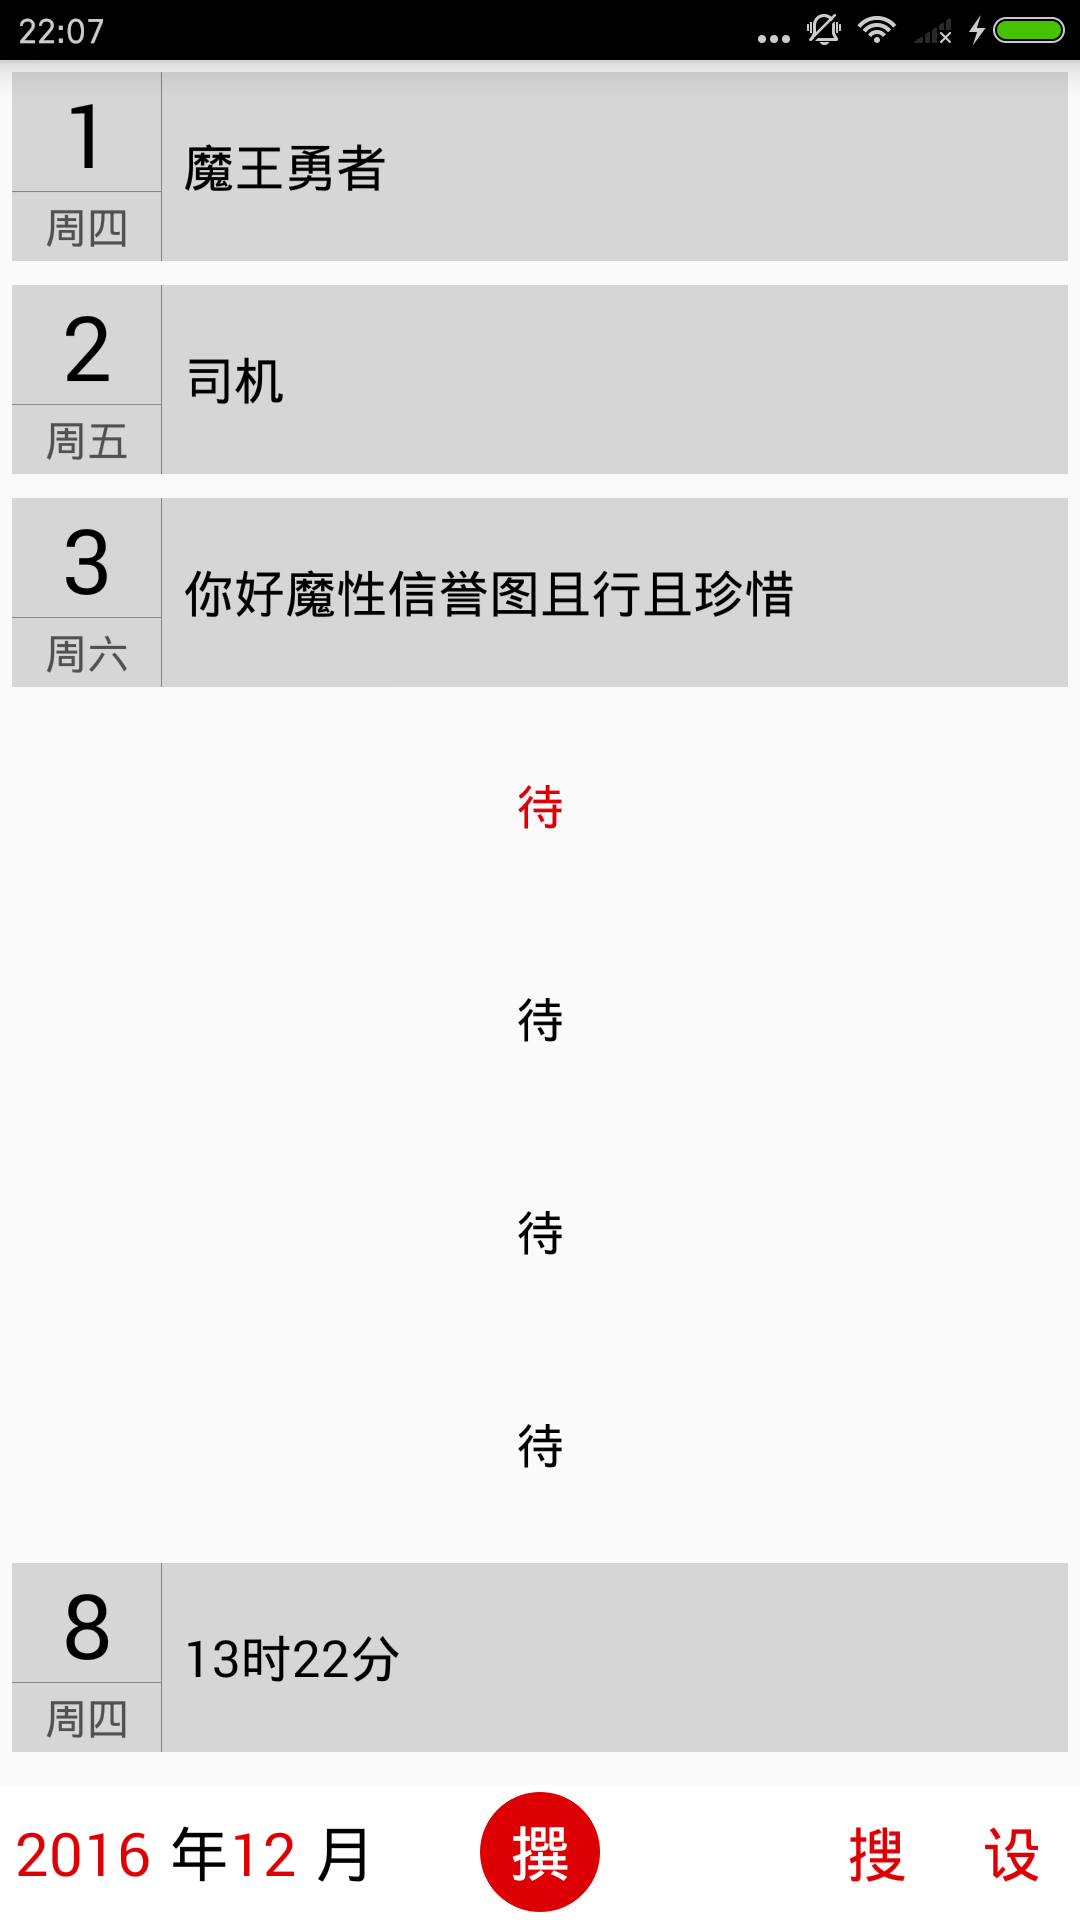 22:07
1
周四
魔王勇者
2
周五
司机
3
周六
你好魔性信誉图且行且珍惜
待
待
待
待
8
周四
13时22分
2016 年12 月
撰
搜
设